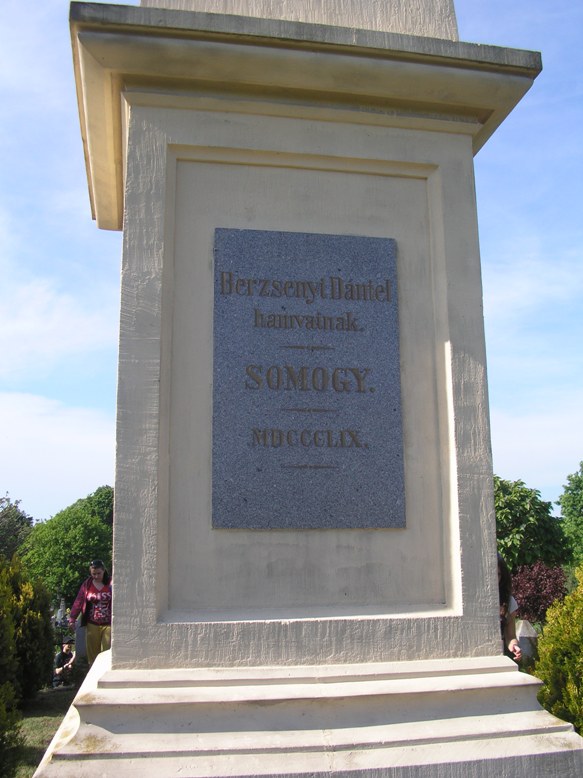 Berzsenyi Dániel
hamvainak.
SOMOGY.
MDCCCLIX.